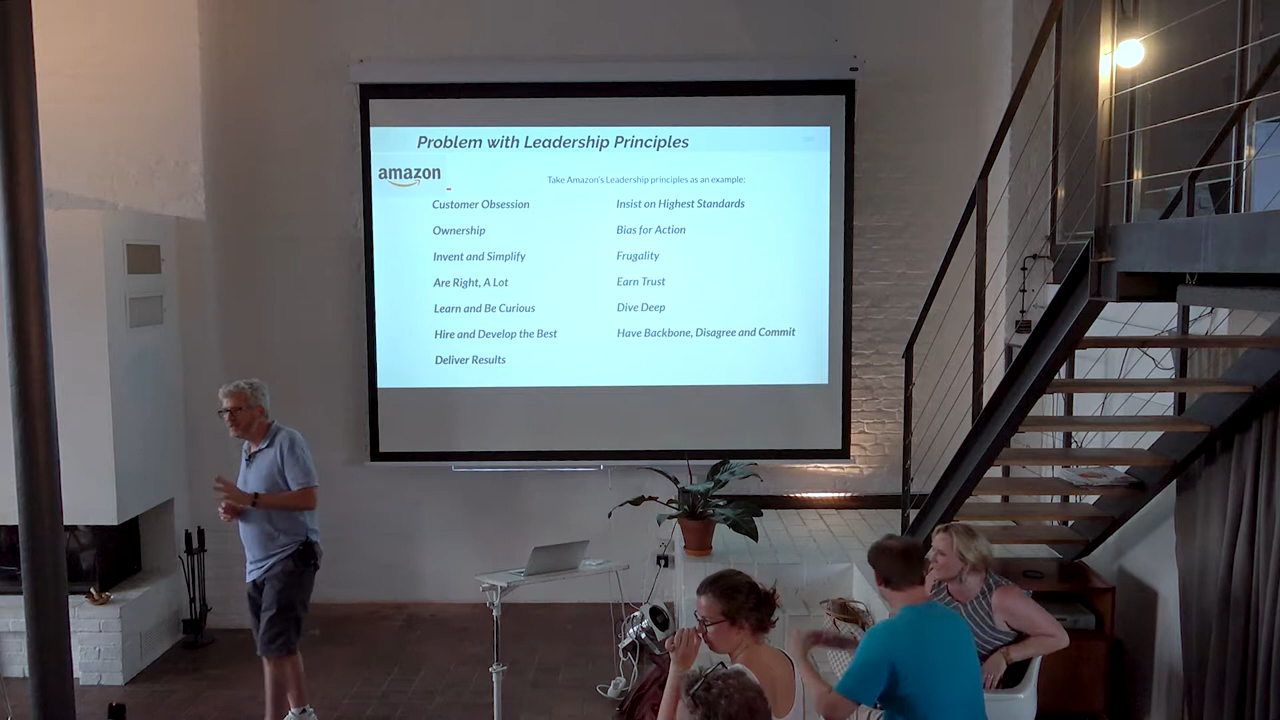 Problem with Leadership Principles
amazon
Take Amazon's Leadership principles as an example:
Customer Obsession
Ownership
Invent and Simplify
Are Right, A Lot
Learn and Be Curious
Hire and Develop the Best
Deliver Results
Insist on Highest Standards
Bias for Action
Frugality
Earn Trust
Dive Deep
Have Backbone, Disagree and Commit